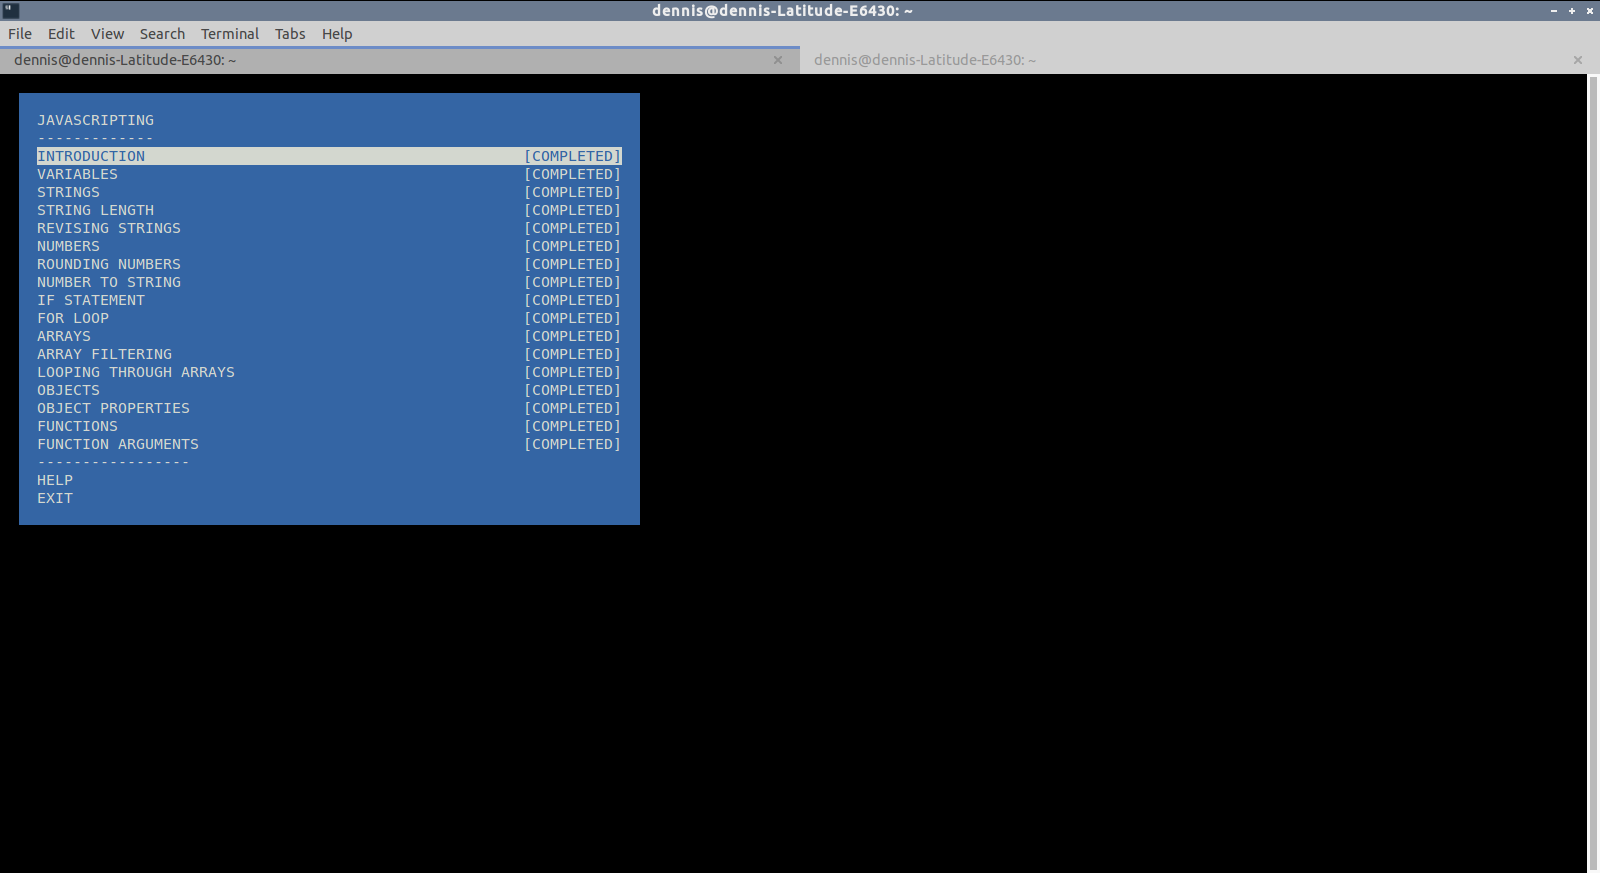 dennis@dennis-Latitude-E6430: ~
File Edit View Search Terminal Tabs Help
dennis@dennis-Latitude-E6430: ~ × dennis@dennis-Latitude-E6430: ~ ×
JAVASCRIPTING
-------------
INTRODUCTION [COMPLETED]
VARIABLES [COMPLETED]
STRINGS [COMPLETED]
STRING LENGTH [COMPLETED]
REVISING STRINGS [COMPLETED]
NUMBERS [COMPLETED]
ROUNDING NUMBERS [COMPLETED]
NUMBER TO STRING [COMPLETED]
IF STATEMENT [COMPLETED]
FOR LOOP [COMPLETED]
ARRAYS [COMPLETED]
ARRAY FILTERING [COMPLETED]
LOOPING THROUGH ARRAYS [COMPLETED]
OBJECTS [COMPLETED]
OBJECT PROPERTIES [COMPLETED]
FUNCTIONS [COMPLETED]
FUNCTION ARGUMENTS [COMPLETED]
-----------------
HELP
EXIT